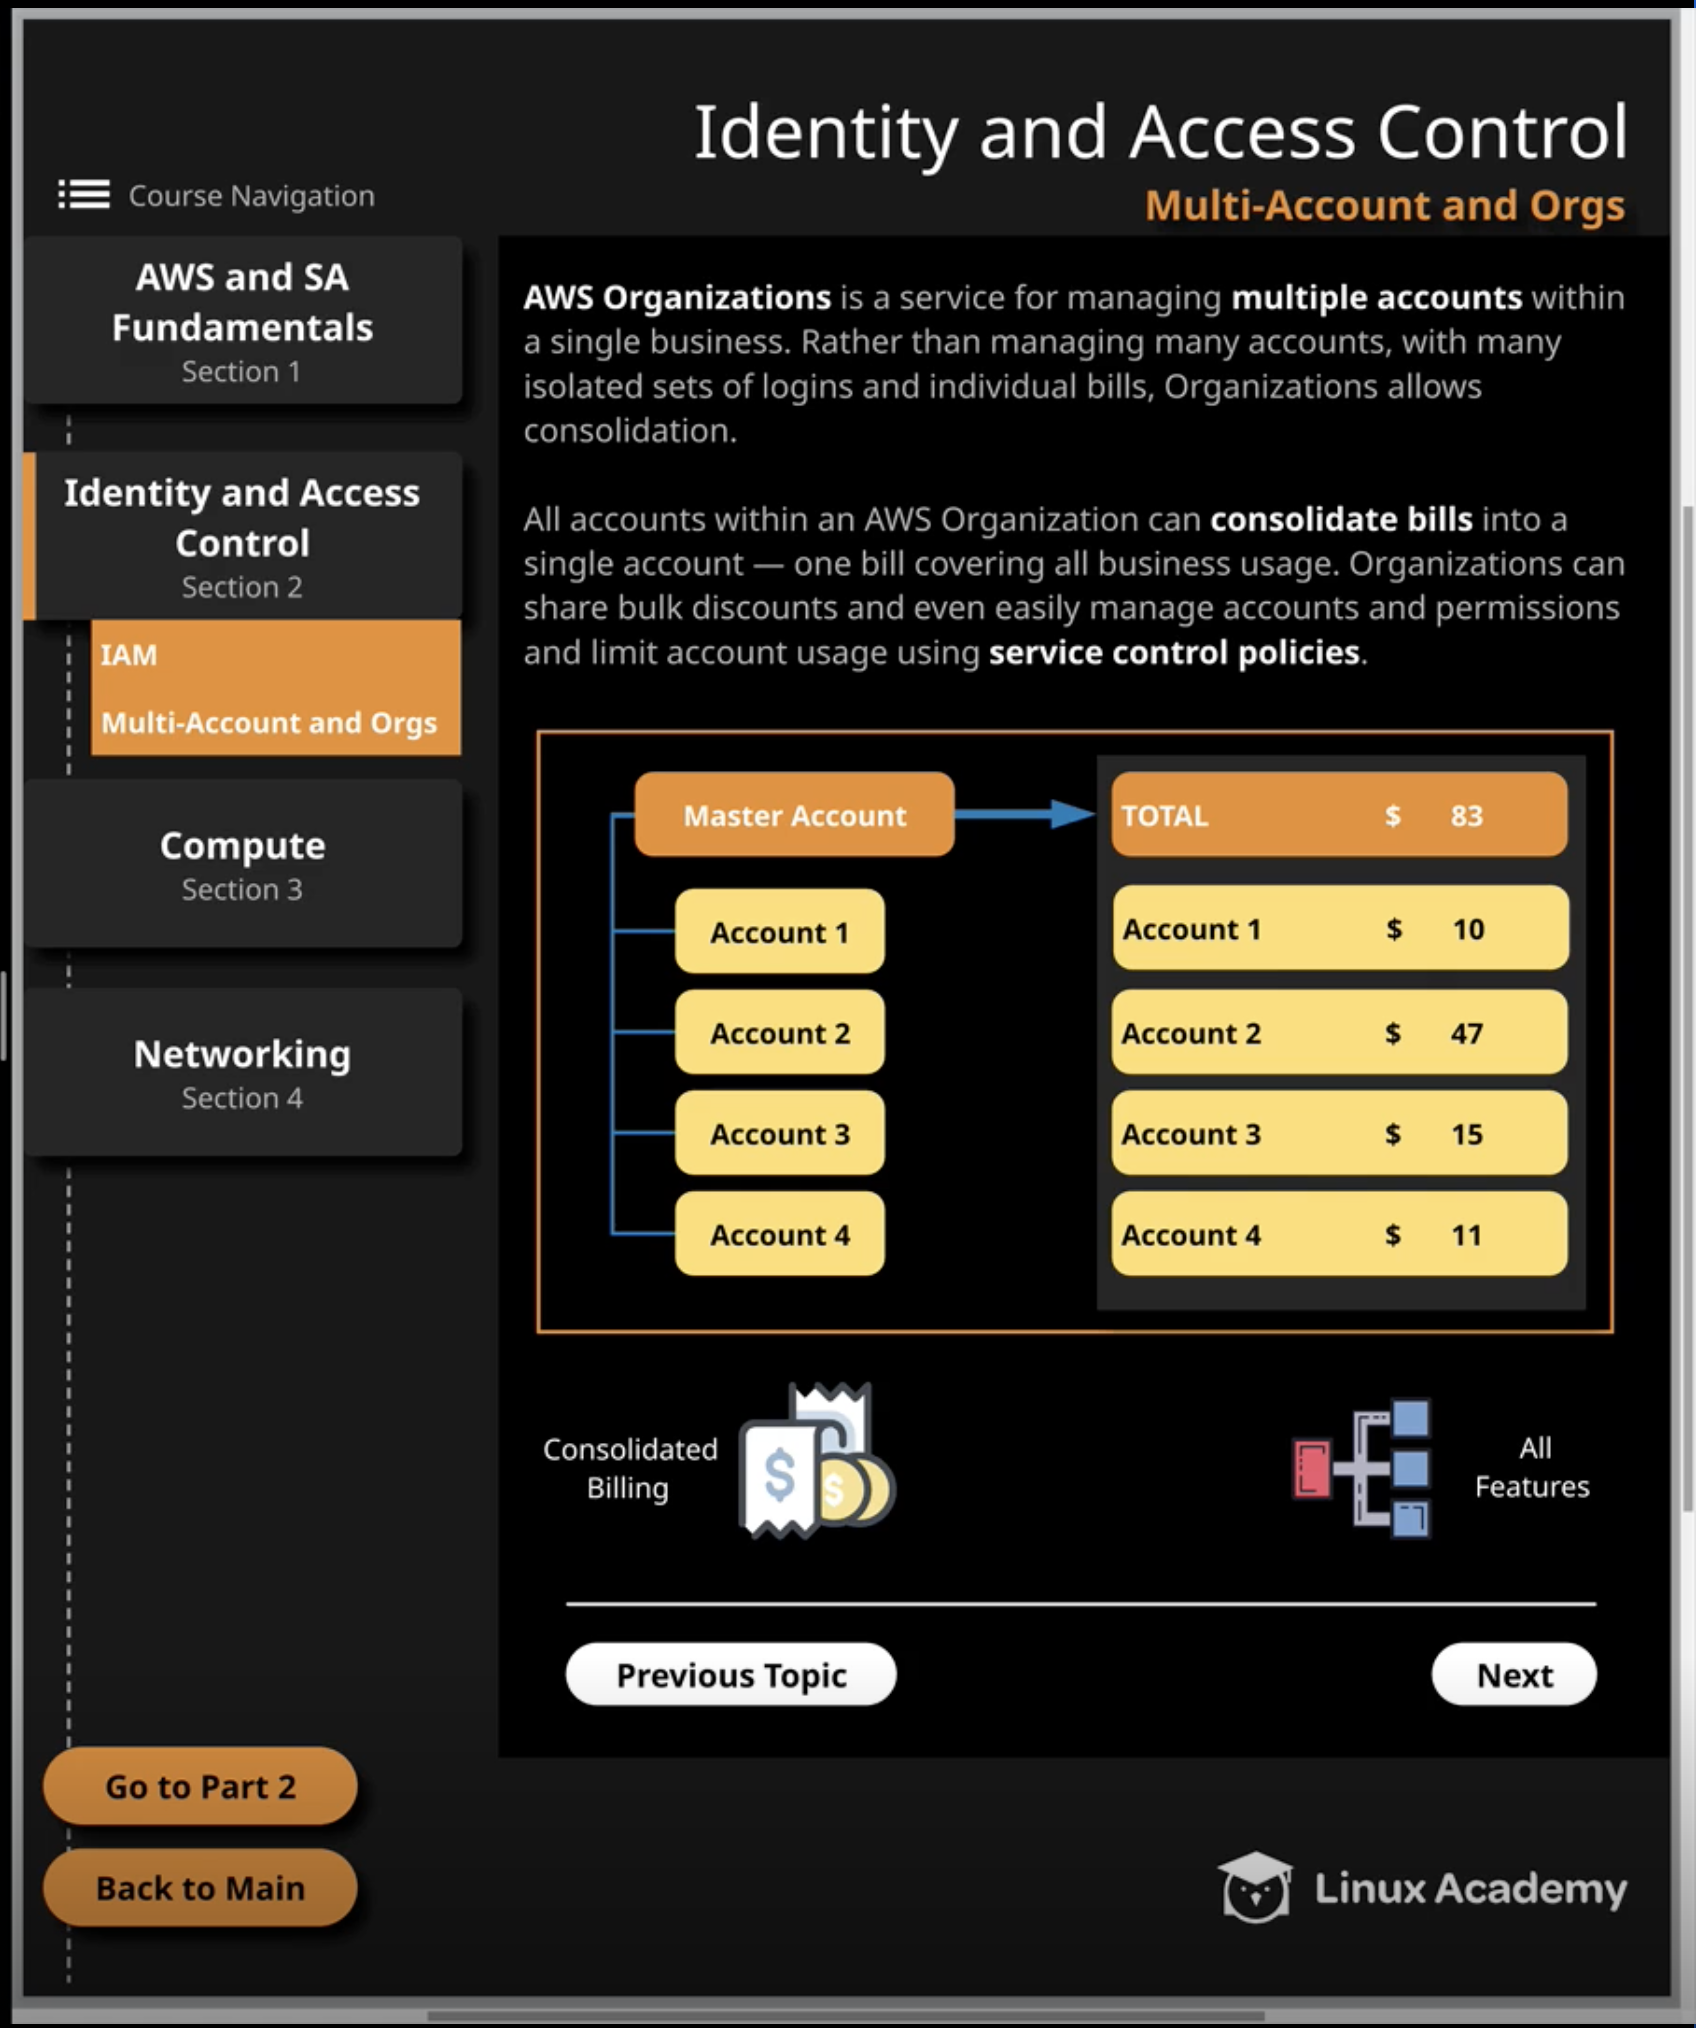 Identity and Access Control
Multi-Account and Orgs
Course Navigation
AWS and SA
Fundamentals
Section 1
Identity and Access
Control
Section 2
IAM
Multi-Account and Orgs
Compute
Section 3
Networking
Section 4
AWS Organizations is a service for managing multiple accounts within
a single business. Rather than managing many accounts, with many
isolated sets of logins and individual bills, Organizations allows
consolidation.
All accounts within an AWS Organization can consolidate bills into a
single account — one bill covering all business usage. Organizations can
share bulk discounts and even easily manage accounts and permissions
and limit account usage using service control policies.
Master Account
Account 1
Account 2
Account 3
Account 4
TOTAL $ 83
Account 1 $ 10
Account 2 $ 47
Account 3 $ 15
Account 4 $ 11
Consolidated
Billing
$
$
All
Features
Previous Topic
Next
Go to Part 2
Back to Main
Linux Academy